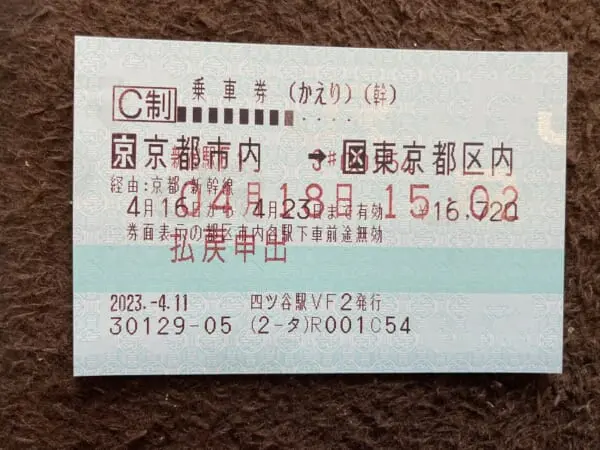 C制 乗車券 (かえり) (幹)
京 京都市内 → 区 東京都区内
経由:京都 新幹線
04月18日 15:03
4月16日から 4月23日まで有効 ¥16,720
券面表示の都区市内各駅下車前途無効
払戻申出
2023.-4.11 四ツ谷駅VF2発行
30129-05 (2-タ)R001C54